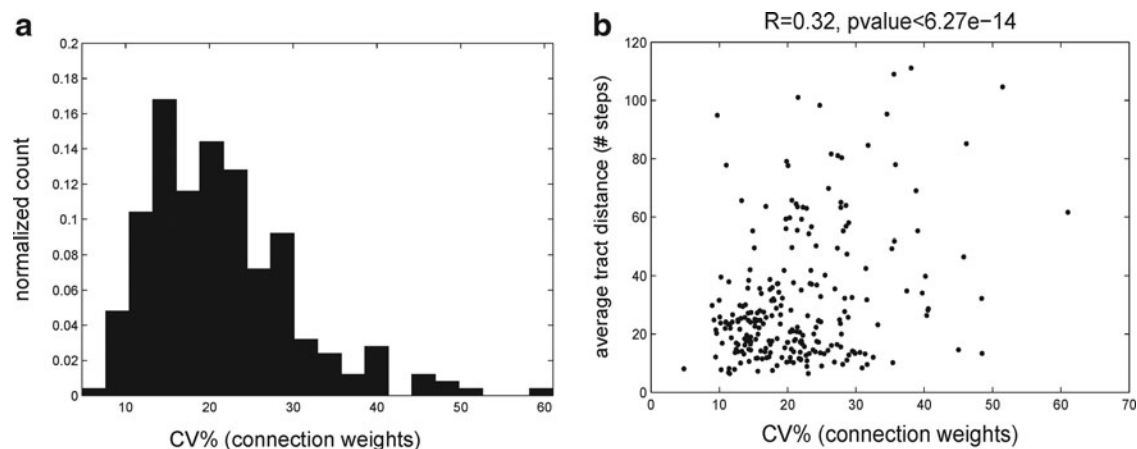 a
0.2
0.18
0.16
0.14
0.12
0.1
0.08
0.06
0.04
0.02
0
normalized count
10 20 30 40 50 60
CV% (connection weights)
b
R=0.32, pvalue<6.27e−14
120
100
80
60
40
20
0
average tract distance (# steps)
0 10 20 30 40 50 60 70
CV% (connection weights)